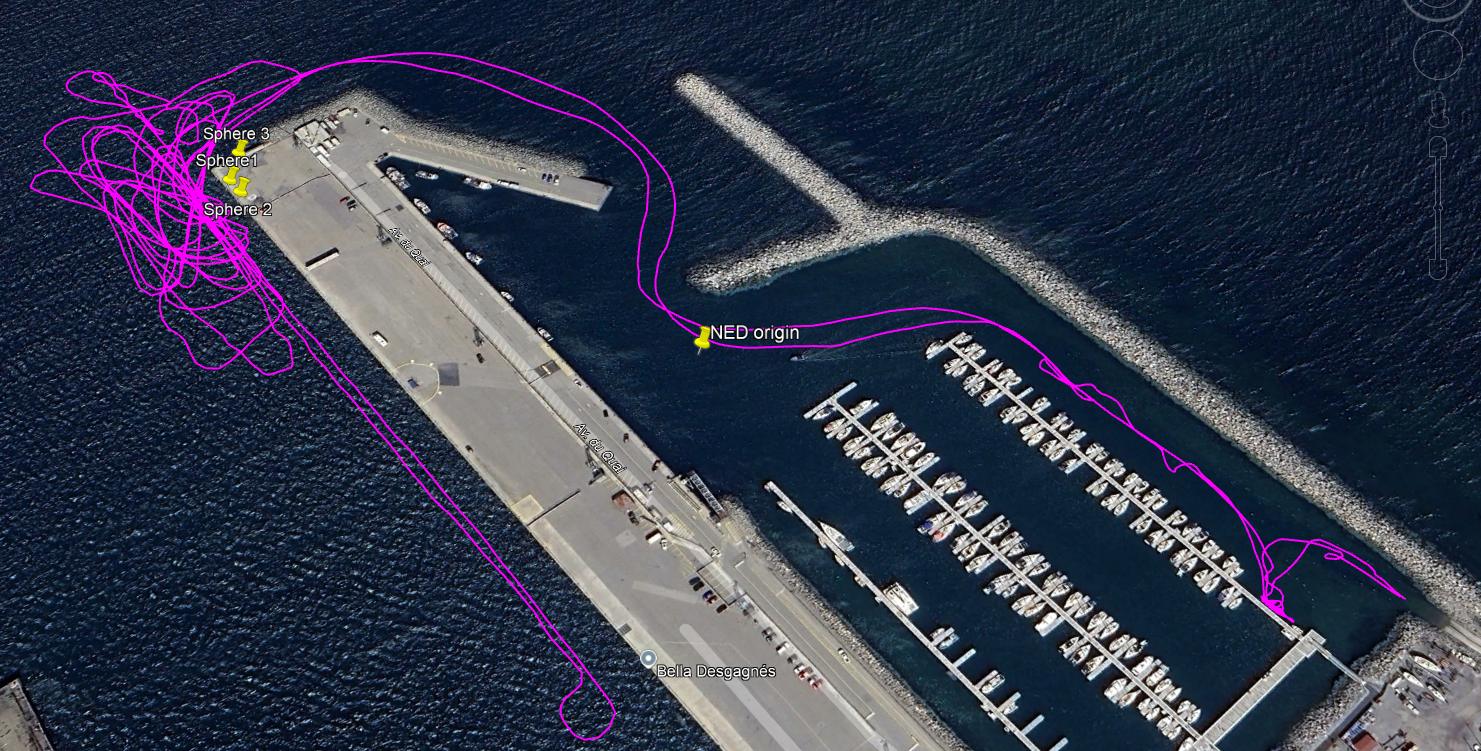 Sphere 3
Sphere1
Sphere 2
Av. du Quai
NED origin
Av. du Quai
Bella Desgagnés